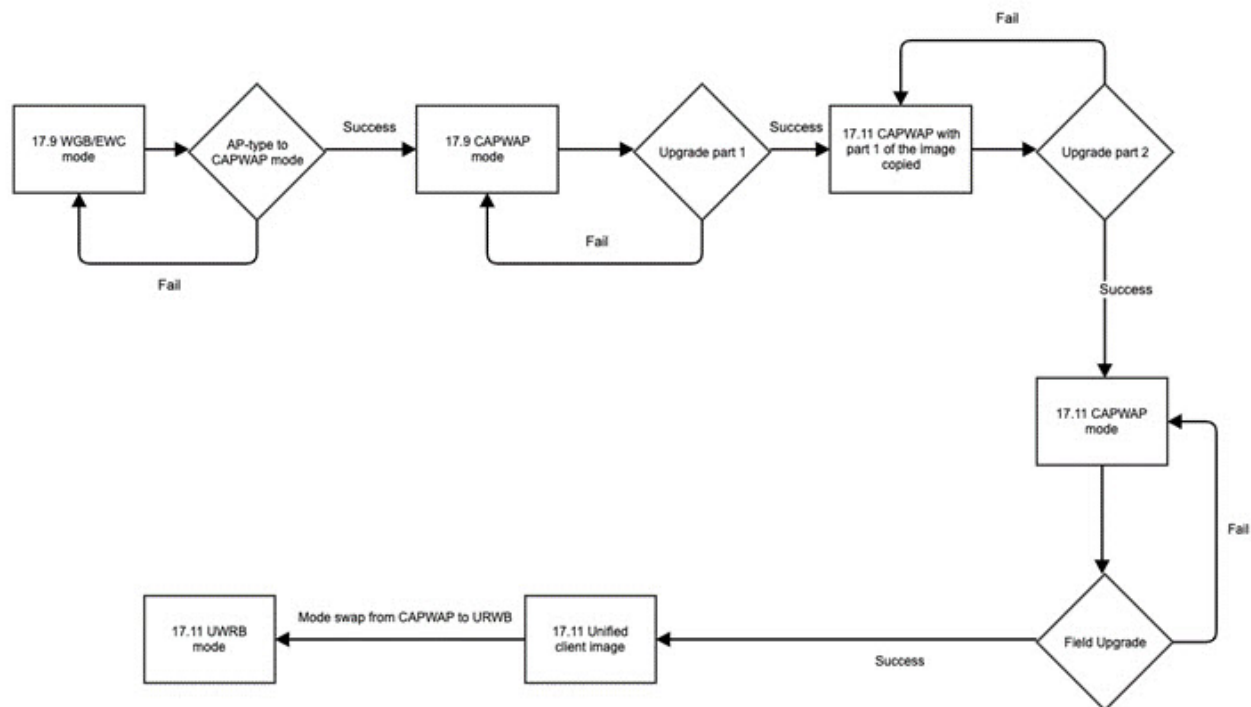 Fail
17.9 WGB/EWC
mode
AP-type to
CAPWAP mode
Success
17.9 CAPWAP
mode
Upgrade part 1
Success
17.11 CAPWAP with
part 1 of the image
copied
Upgrade part 2
Fail
Fail
Success
17.11 CAPWAP
mode
Fail
Field Upgrade
Success
17.11 Unified
client image
Mode swap from CAPWAP to URWB
17.11 UWRB
mode